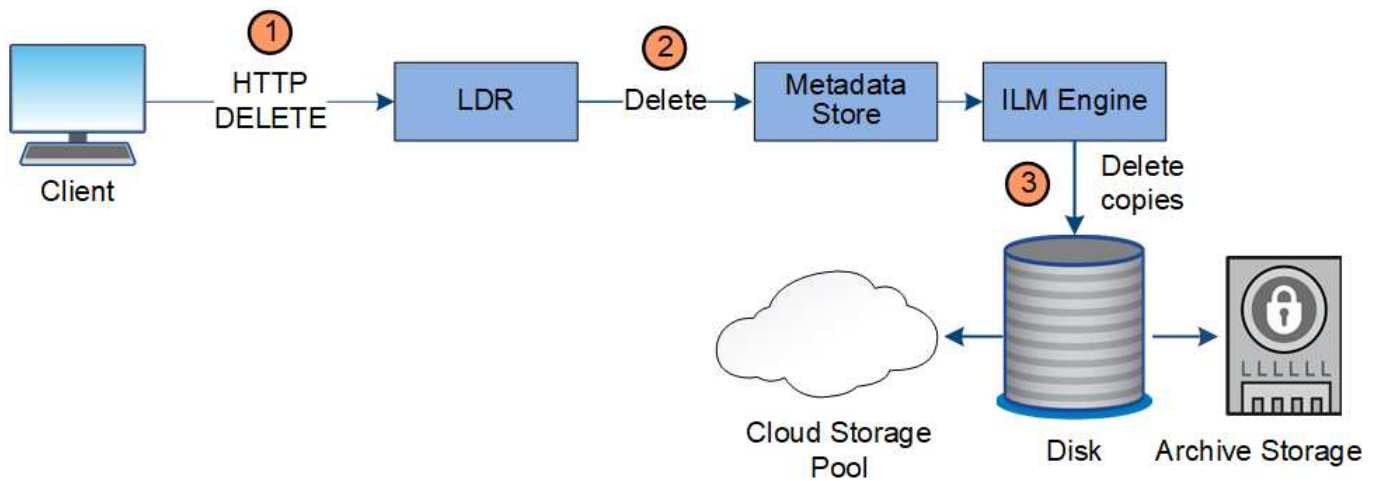 1
HTTP
DELETE
Client
LDR
2
Delete
Metadata
Store
ILM Engine
3
Delete
copies
LLLLLL
Cloud Storage
Pool
Disk
Archive Storage